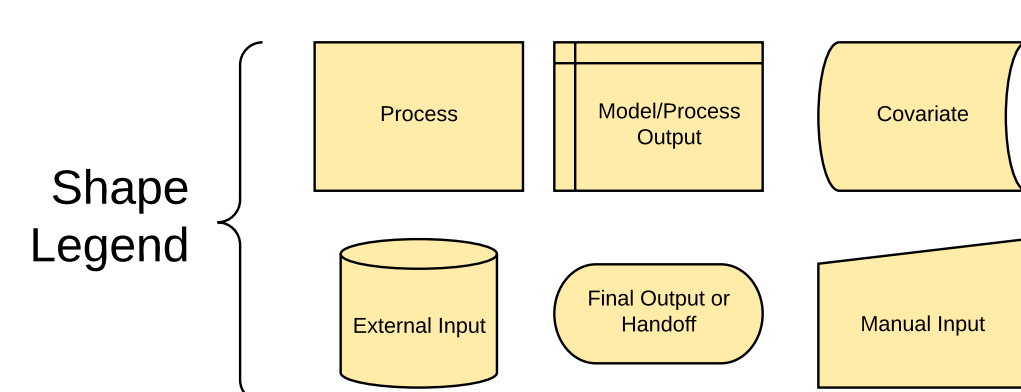 Shape
Legend
Process
Model/Process
Output
Covariate
External Input
Final Output or
Handoff
Manual Input